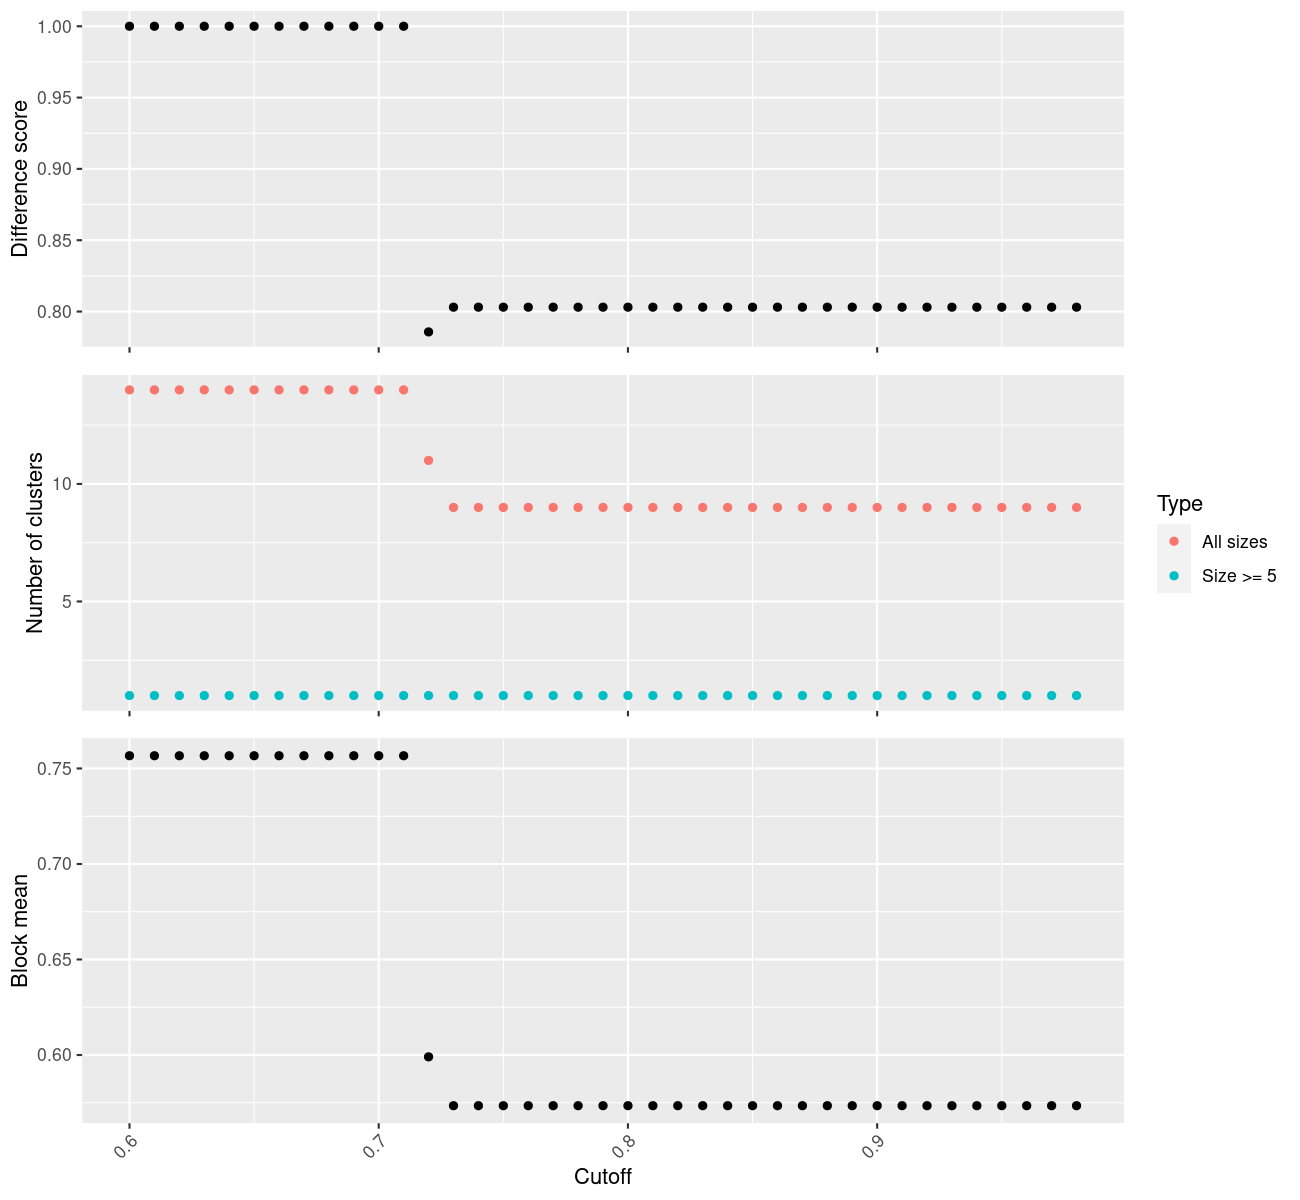 Difference score
1.00
0.95
0.90
0.85
0.80
Number of clusters
10
5
Type
All sizes
Size >= 5
Block mean
0.75
0.70
0.65
0.60
0.6
0.7
0.8
0.9
Cutoff